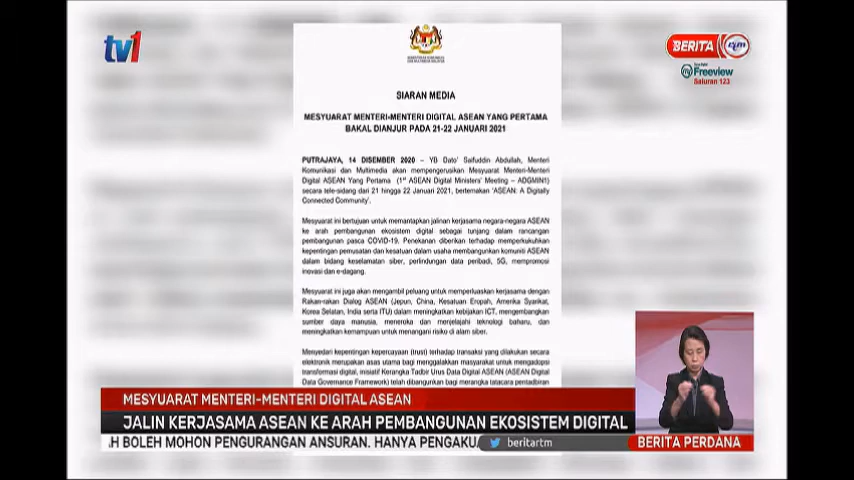 tv1
BERITA rtm
myFreeview
Saluran 123
SIARAN MEDIA
MESYUARAT MENTERI-MENTERI DIGITAL ASEAN YANG PERTAMA
BAKAL DIANJUR PADA 21-22 JANUARI 2021
PUTRAJAYA, 14 DISEMBER 2020 – YB Dato' Saifuddin Abdullah, Menteri
Komunikasi dan Multimedia akan mempengerusikan Mesyuarat Menteri-Menteri
Digital ASEAN Yang Pertama (1ST ASEAN Digital Ministers' Meeting – ADGMIN1)
secara tele-sidang dari 21 hingga 22 Januari 2021, bertemakan 'ASEAN: A Digitally
Connected Community'.
Mesyuarat ini bertujuan untuk memantapkan jalinan kerjasama negara-negara ASEAN
ke arah pembangunan ekosistem digital sebagai tunjang dalam rancangan
pembangunan pasca COVID-19. Penekanan diberikan terhadap memperkukuhkan
kepentingan pemusatan dan kesatuan dalam usaha membangunkan komuniti ASEAN
dalam bidang keselamatan siber, perlindungan data peribadi, 5G, mempromosi
inovasi dan e-dagang.
Mesyuarat ini juga akan mengambil peluang untuk memperluaskan kerjasama dengan
Rakan-rakan Dialog ASEAN (Jepun, China, Kesatuan Eropah, Amerika Syarikat,
Korea Selatan, India serta ITU) dalam meningkatkan kebijakan ICT, mengembangkan
sumber daya manusia, meneroka dan menjelajahi teknologi baharu, dan
meningkatkan kemampuan untuk menangani risiko di alam siber.
Menyedari kepentingan kepercayaan (trust) terhadap transaksi yang dilakukan secara
elektronik merupakan asas utama bagi menggalakkan masyarakat untuk mengadopsi
transformasi digital, inisiatif Kerangka Tadbir Urus Data Digital ASEAN (ASEAN Digital
Data Governance Framework) telah dibangunkan bagi merangka tatacara pentadbiran
MESYUARAT MENTERI-MENTERI DIGITAL ASEAN
JALIN KERJASAMA ASEAN KE ARAH PEMBANGUNAN EKOSISTEM DIGITAL
.H BOLEH MOHON PENGURANGAN ANSURAN. HANYA PENGAKU
beritartm
BERITA PERDANA